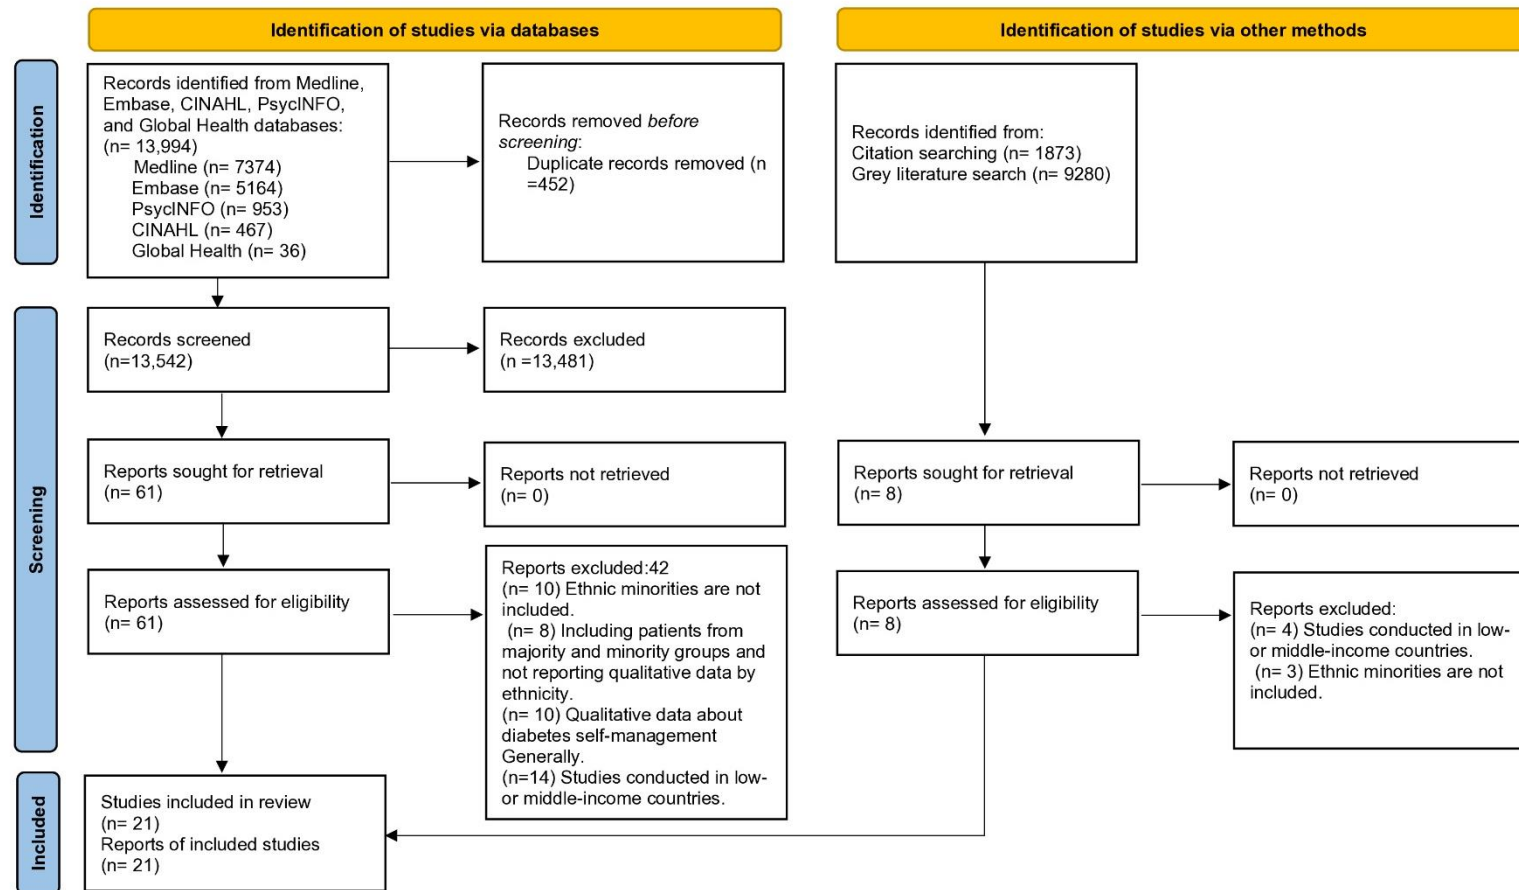 Identification of studies via databases
Identification of studies via other methods
Identification
Records identified from Medline,
Embase, CINAHL, PsycINFO,
and Global Health databases:
(n= 13,994)
Medline (n= 7374)
Embase (n= 5164)
PsycINFO (n= 953)
CINAHL (n= 467)
Global Health (n= 36)
Records removed before
screening:
Duplicate records removed (n
=452)
Records identified from:
Citation searching (n= 1873)
Grey literature search (n= 9280)
Screening
Records screened
(n=13,542)
Records excluded
(n =13,481)
Reports sought for retrieval
(n= 61)
Reports not retrieved
(n= 0)
Reports sought for retrieval
(n= 8)
Reports not retrieved
(n= 0)
Reports assessed for eligibility
(n= 61)
Reports excluded:42
(n= 10) Ethnic minorities are not
included.
(n= 8) Including patients from
majority and minority groups and
not reporting qualitative data by
ethnicity.
(n= 10) Qualitative data about
diabetes self-management
Generally.
(n=14) Studies conducted in low-
or middle-income countries.
Reports assessed for eligibility
(n= 8)
Reports excluded:
(n= 4) Studies conducted in low-
or middle-income countries.
(n= 3) Ethnic minorities are not
included.
Included
Studies included in review
(n= 21)
Reports of included studies
(n= 21)